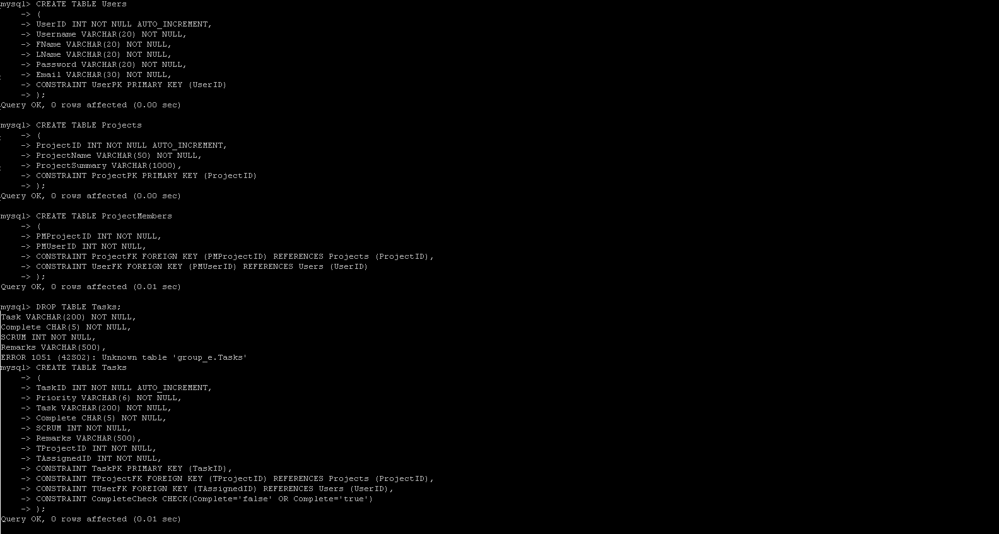 mysql> CREATE TABLE Users
-> (
-> UserID INT NOT NULL AUTO_INCREMENT,
-> Username VARCHAR(20) NOT NULL,
-> FName VARCHAR(20) NOT NULL,
-> LName VARCHAR(20) NOT NULL,
-> Password VARCHAR(20) NOT NULL,
-> Email VARCHAR(30) NOT NULL,
-> CONSTRAINT UserPK PRIMARY KEY (UserID)
-> );
Query OK, 0 rows affected (0.00 sec)
mysql> CREATE TABLE Projects
-> (
-> ProjectID INT NOT NULL AUTO_INCREMENT,
-> ProjectName VARCHAR(50) NOT NULL,
-> ProjectSummary VARCHAR(1000),
-> CONSTRAINT ProjectPK PRIMARY KEY (ProjectID)
-> );
Query OK, 0 rows affected (0.00 sec)
mysql> CREATE TABLE ProjectMembers
-> (
-> PMProjectID INT NOT NULL,
-> PMUserID INT NOT NULL,
-> CONSTRAINT ProjectFK FOREIGN KEY (PMProjectID) REFERENCES Projects (ProjectID),
-> CONSTRAINT UserFK FOREIGN KEY (PMUserID) REFERENCES Users (UserID)
-> );
Query OK, 0 rows affected (0.01 sec)
mysql> DROP TABLE Tasks;
Task VARCHAR(200) NOT NULL,
Complete CHAR(5) NOT NULL,
SCRUM INT NOT NULL,
Remarks VARCHAR(500),
ERROR 1051 (42S02): Unknown table 'group_e.Tasks'
mysql> CREATE TABLE Tasks
-> (
-> TaskID INT NOT NULL AUTO_INCREMENT,
-> Priority VARCHAR(6) NOT NULL,
-> Task VARCHAR(200) NOT NULL,
-> Complete CHAR(5) NOT NULL,
-> SCRUM INT NOT NULL,
-> Remarks VARCHAR(500),
-> TProjectID INT NOT NULL,
-> TAssignedID INT NOT NULL,
-> CONSTRAINT TaskPK PRIMARY KEY (TaskID),
-> CONSTRAINT TProjectFK FOREIGN KEY (TProjectID) REFERENCES Projects (ProjectID),
-> CONSTRAINT TUserFK FOREIGN KEY (TAssignedID) REFERENCES Users (UserID),
-> CONSTRAINT CompleteCheck CHECK(Complete='false' OR Complete='true')
-> );
Query OK, 0 rows affected (0.01 sec)